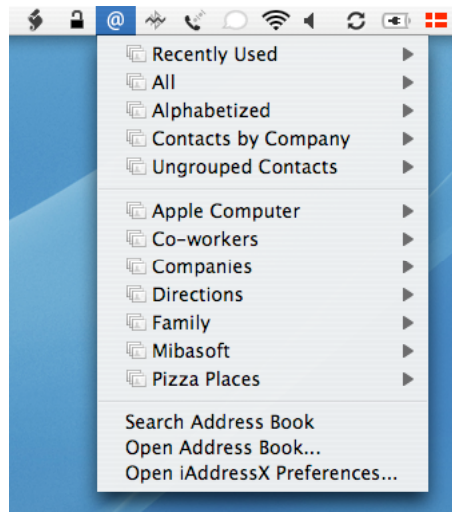 @
Recently Used
All
Alphabetized
Contacts by Company
Ungrouped Contacts
Apple Computer
Co-workers
Companies
Directions
Family
Mibasoft
Pizza Places
Search Address Book
Open Address Book...
Open iAddressX Preferences...